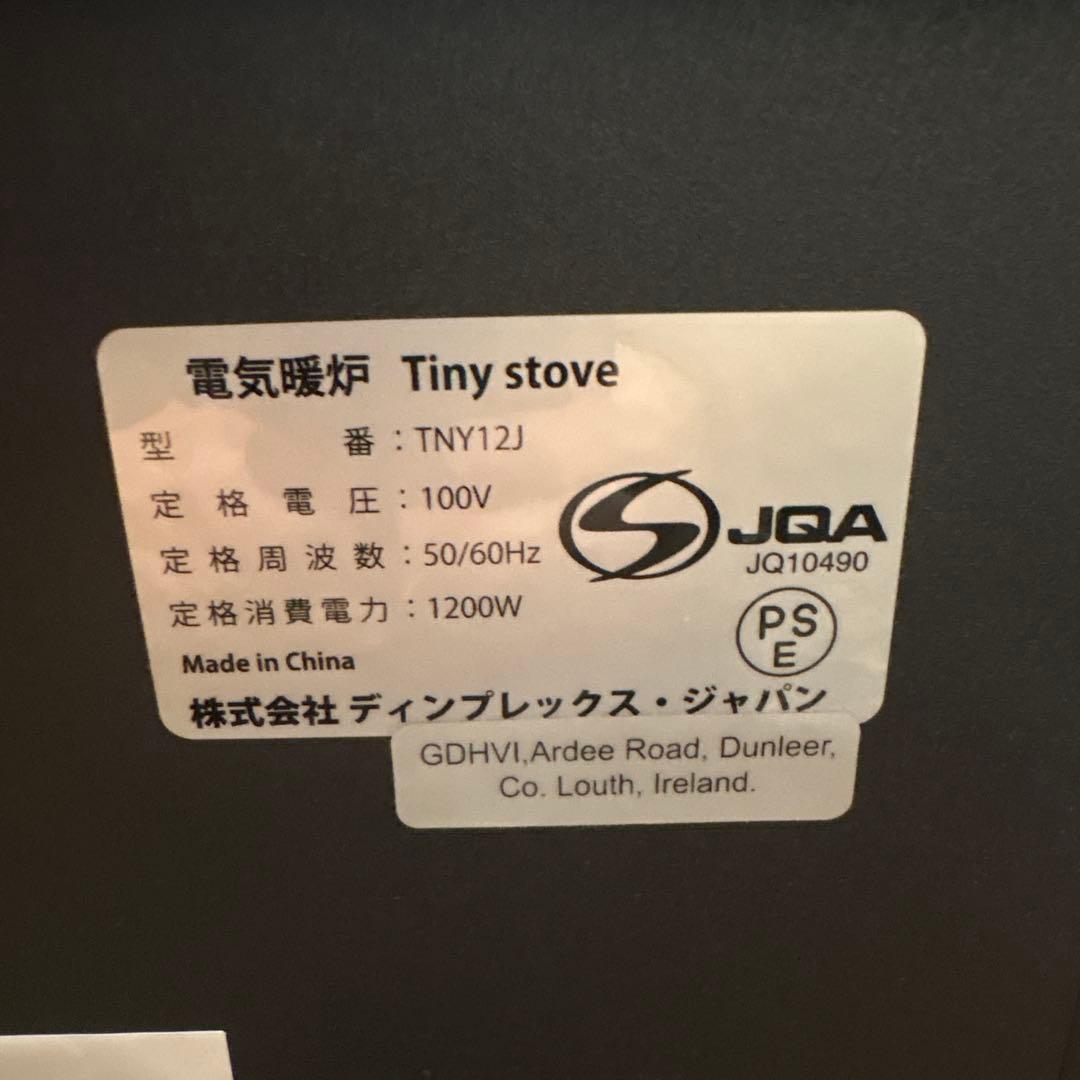 電気暖炉 Tiny stove
型番：TNY12J
定格電圧：100V
定格周波数：50/60Hz
定格消費電力：1200W
JQA
JQ10490
PS
E
Made in China
株式会社 ディンプレックス・ジャパン
GDHVI,Ardee Road, Dunleer,
Co. Louth, Ireland.